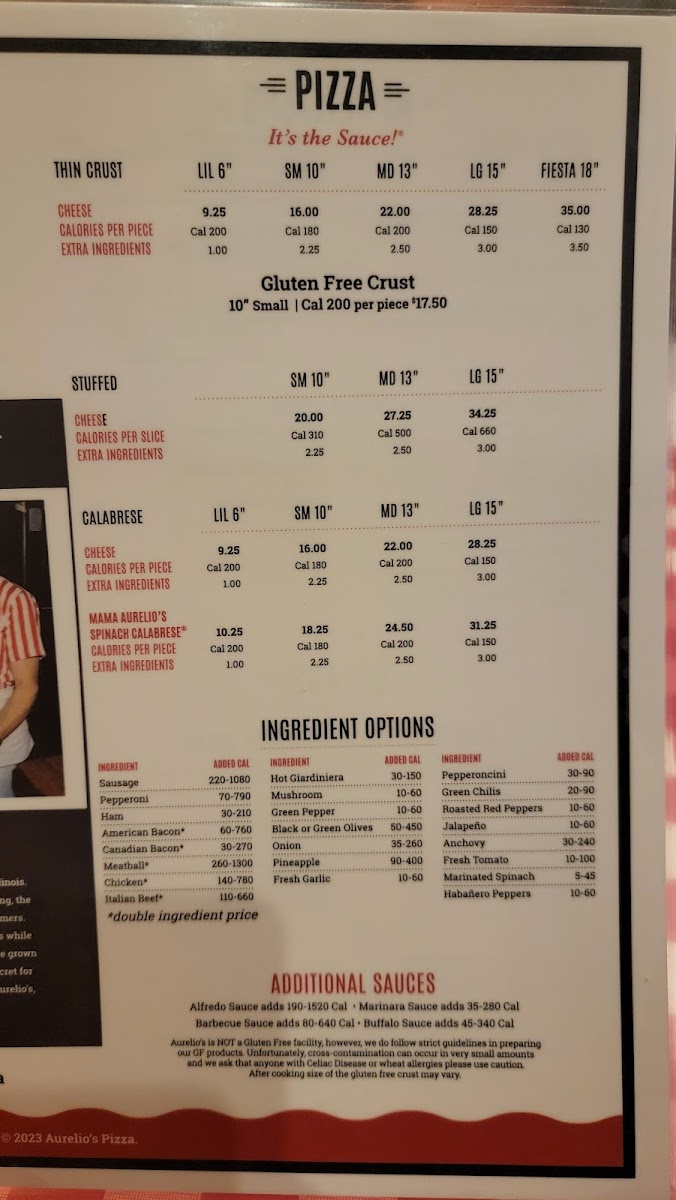 PIZZA
It's the Sauce!®
THIN CRUST LIL 6" SM 10" MD 13" LG 15" FIESTA 18"
CHEESE 9.25 16.00 22.00 28.25 35.00
CALORIES PER PIECE Cal 200 Cal 180 Cal 200 Cal 150 Cal 130
EXTRA INGREDIENTS 1.00 2.25 2.50 3.00 3.50
Gluten Free Crust
10" Small | Cal 200 per piece $17.50
STUFFED SM 10" MD 13" LG 15"
CHEESE 20.00 27.25 34.25
CALORIES PER SLICE Cal 310 Cal 500 Cal 660
EXTRA INGREDIENTS 2.25 2.50 3.00
CALABRESE LIL 6" SM 10" MD 13" LG 15"
CHEESE 9.25 16.00 22.00 28.25
CALORIES PER PIECE Cal 200 Cal 180 Cal 200 Cal 150
EXTRA INGREDIENTS 1.00 2.25 2.50 3.00
MAMA AURELIO'S
SPINACH CALABRESE® 10.25 18.25 24.50 31.25
CALORIES PER PIECE Cal 200 Cal 180 Cal 200 Cal 150
EXTRA INGREDIENTS 1.00 2.25 2.50 3.00
INGREDIENT OPTIONS
INGREDIENT ADDED CAL
Sausage 220-1080
Pepperoni 70-790
Ham 30-210
American Bacon* 60-760
Canadian Bacon* 30-270
Meatball* 260-1300
Chicken* 140-780
Italian Beef* 110-660
*double ingredient price
INGREDIENT ADDED CAL
Hot Giardiniera 30-150
Mushroom 10-60
Green Pepper 10-60
Black or Green Olives 50-450
Onion 35-260
Pineapple 90-400
Fresh Garlic 10-60
INGREDIENT ADDED CAL
Pepperoncini 30-90
Green Chilis 20-90
Roasted Red Peppers 10-60
Jalapeño 10-60
Anchovy 30-240
Fresh Tomato 10-100
Marinated Spinach 5-45
Habañero Peppers 10-60
ADDITIONAL SAUCES
Alfredo Sauce adds 190-1520 Cal • Marinara Sauce adds 35-280 Cal
Barbecue Sauce adds 80-640 Cal • Buffalo Sauce adds 45-340 Cal
Aurelio's is NOT a Gluten Free facility, however, we do follow strict guidelines in preparing
our GF products. Unfortunately, cross-contamination can occur in very small amounts
and we ask that anyone with Celiac Disease or wheat allergies please use caution.
After cooking size of the gluten free crust may vary.
© 2023 Aurelio's Pizza.